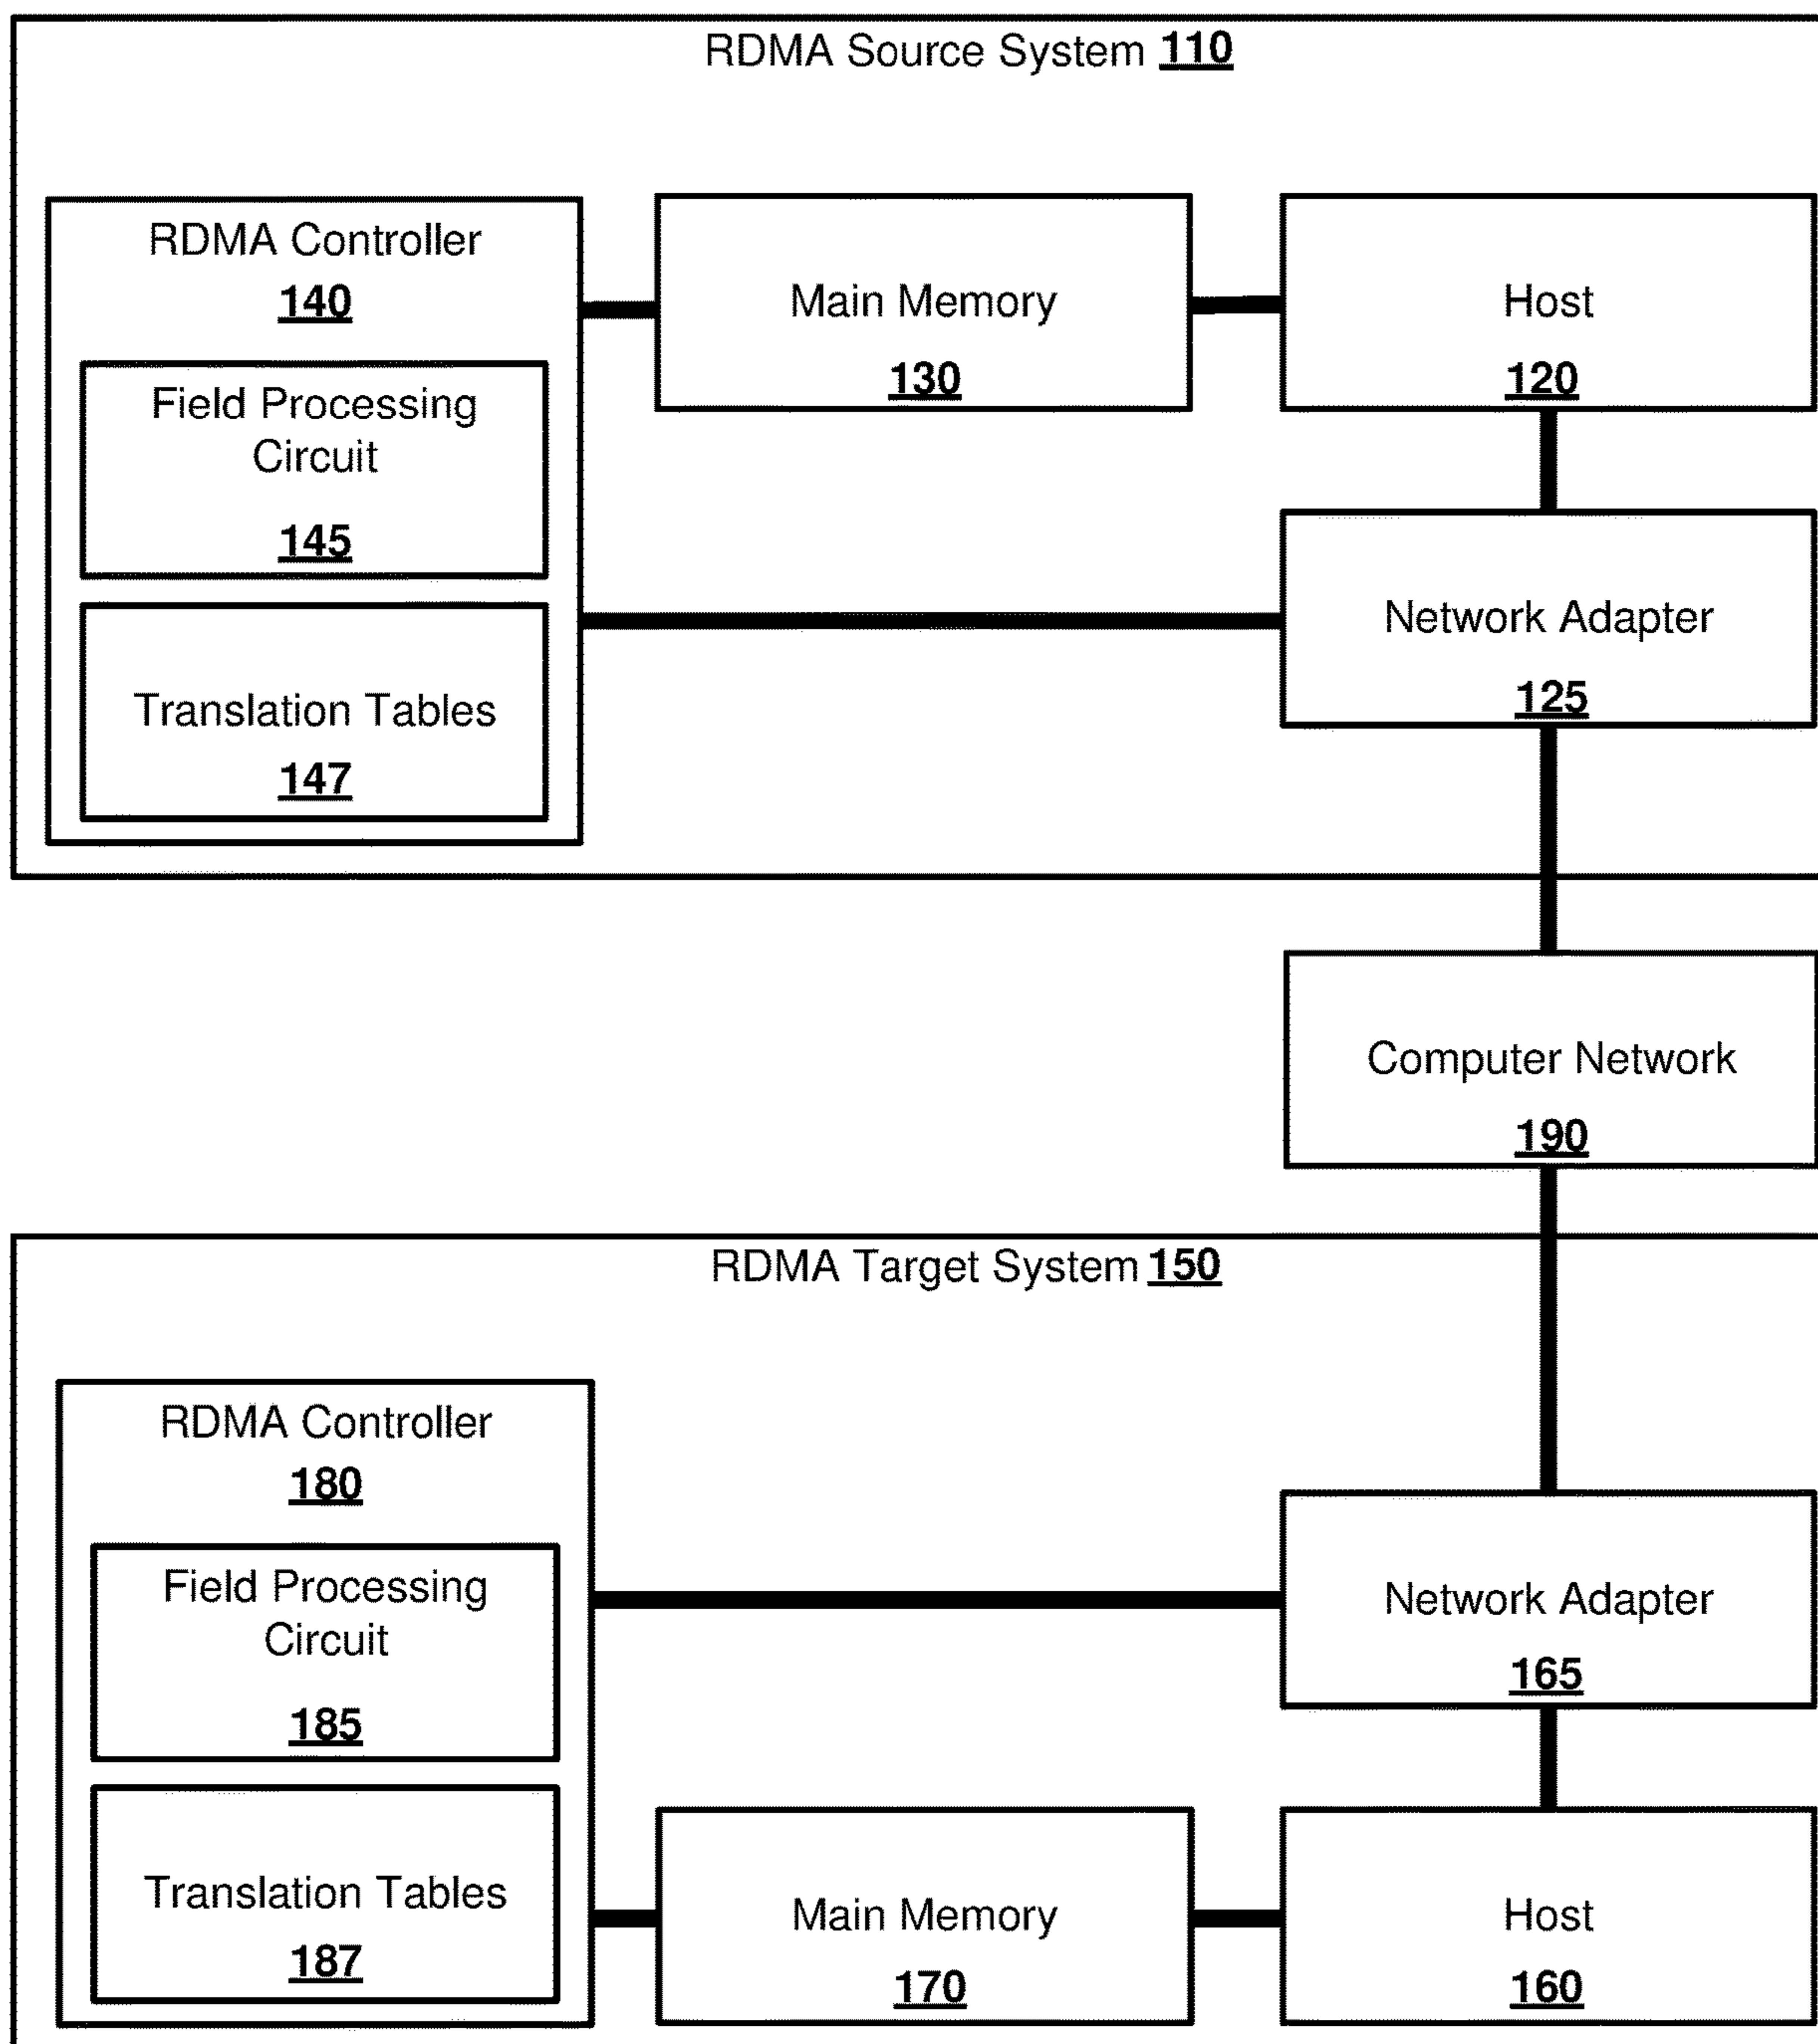 RDMA Source System 110
RDMA Controller
140
Field Processing
Circuit
145
Translation Tables
147
Main Memory
130
Host
120
Network Adapter
125
Computer Network
190
RDMA Target System 150
RDMA Controller
180
Field Processing
Circuit
185
Translation Tables
187
Network Adapter
165
Main Memory
170
Host
160